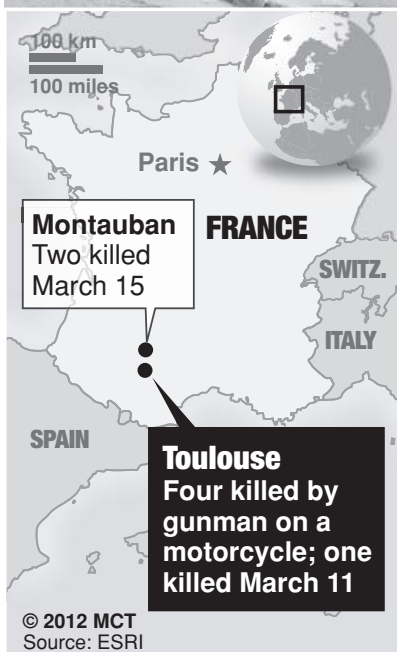 100 km
100 miles
Paris
FRANCE
Montauban
Two killed
March 15
SWITZ.
ITALY
SPAIN
Toulouse
Four killed by
gunman on a
motorcycle; one
killed March 11
© 2012 MCT
Source: ESRI